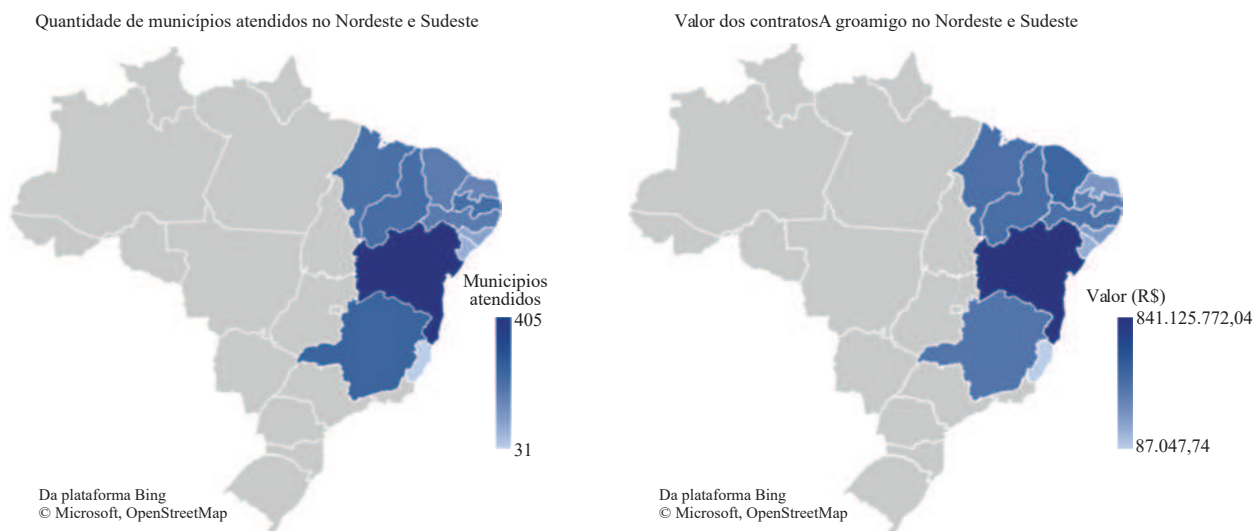 Quantidade de municípios atendidos no Nordeste e Sudeste
Municipios
atendidos
405
31
Da plataforma Bing
© Microsoft, OpenStreetMap
Valor dos contratosA groamigo no Nordeste e Sudeste
Valor (R$)
841.125.772,04
87.047,74
Da plataforma Bing
© Microsoft, OpenStreetMap